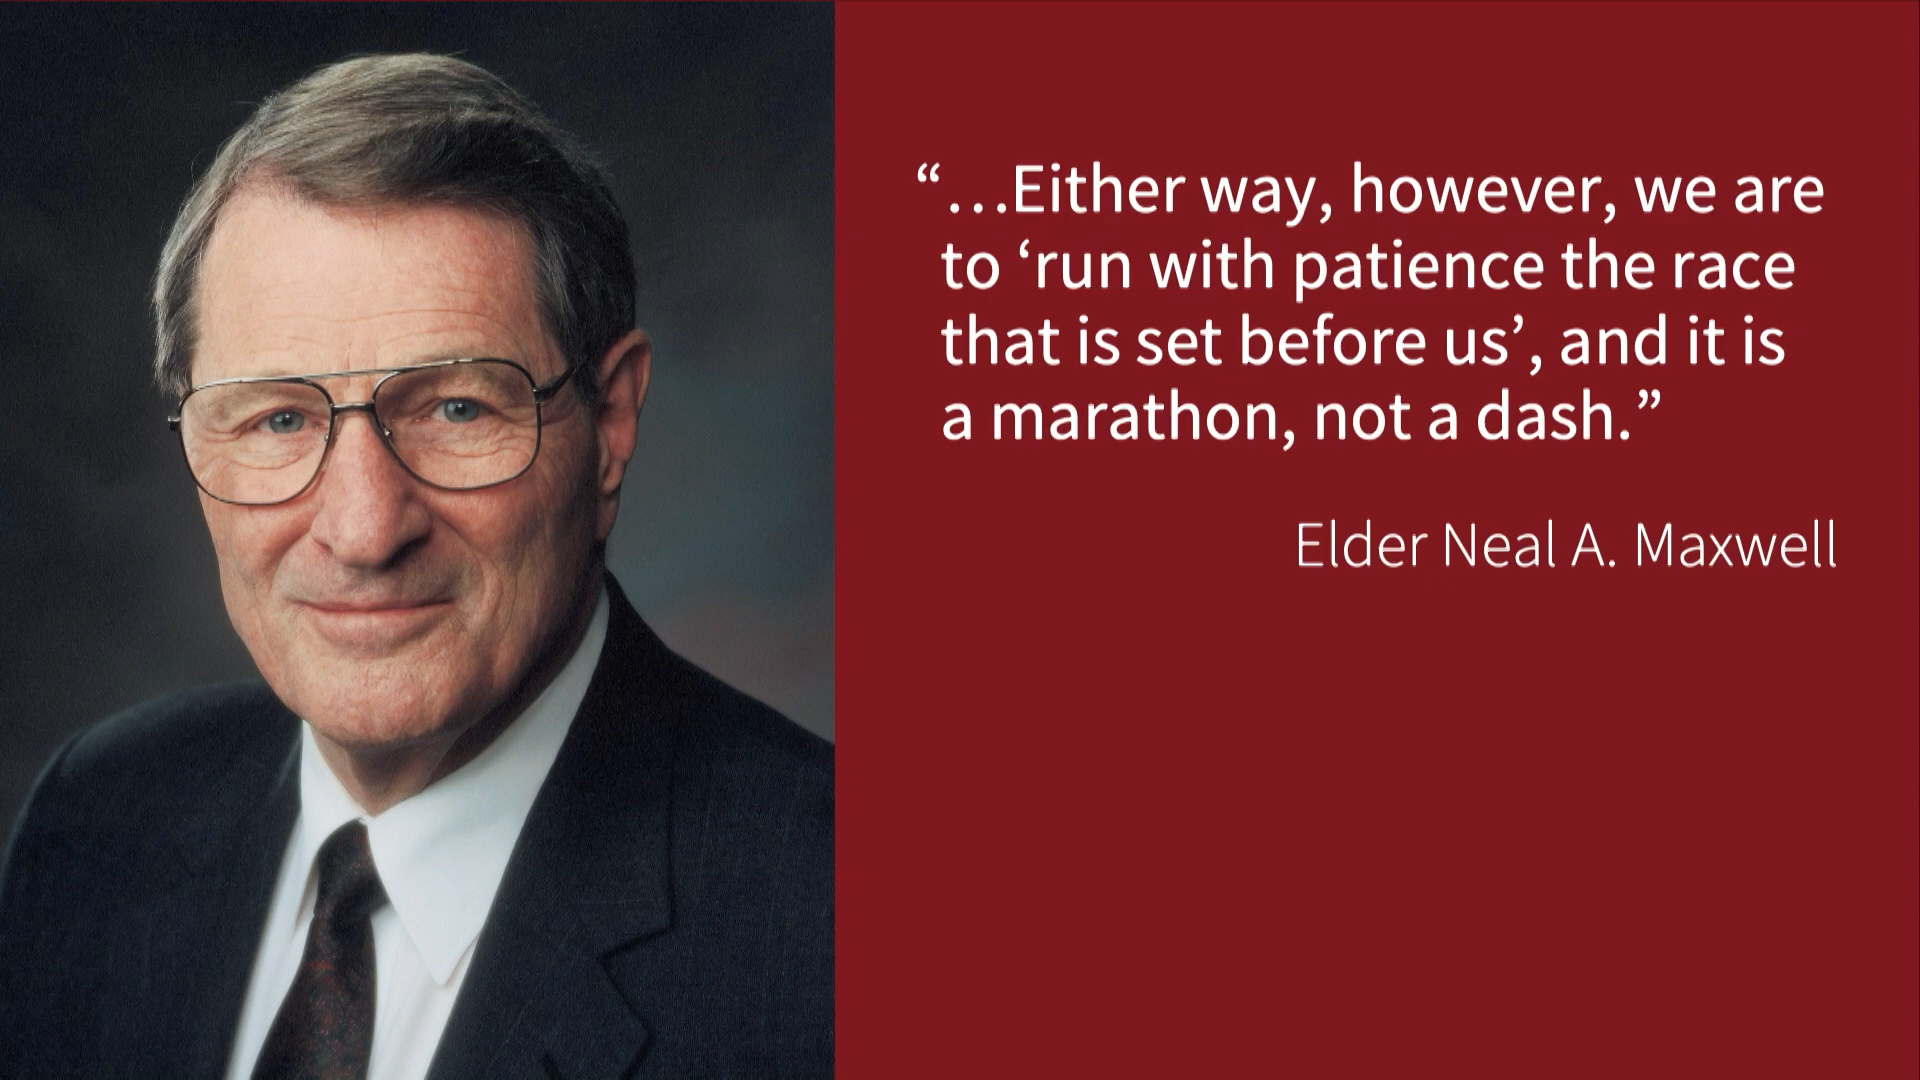 “…Either way, however, we are
to ‘run with patience the race
that is set before us’, and it is
a marathon, not a dash.”
Elder Neal A. Maxwell